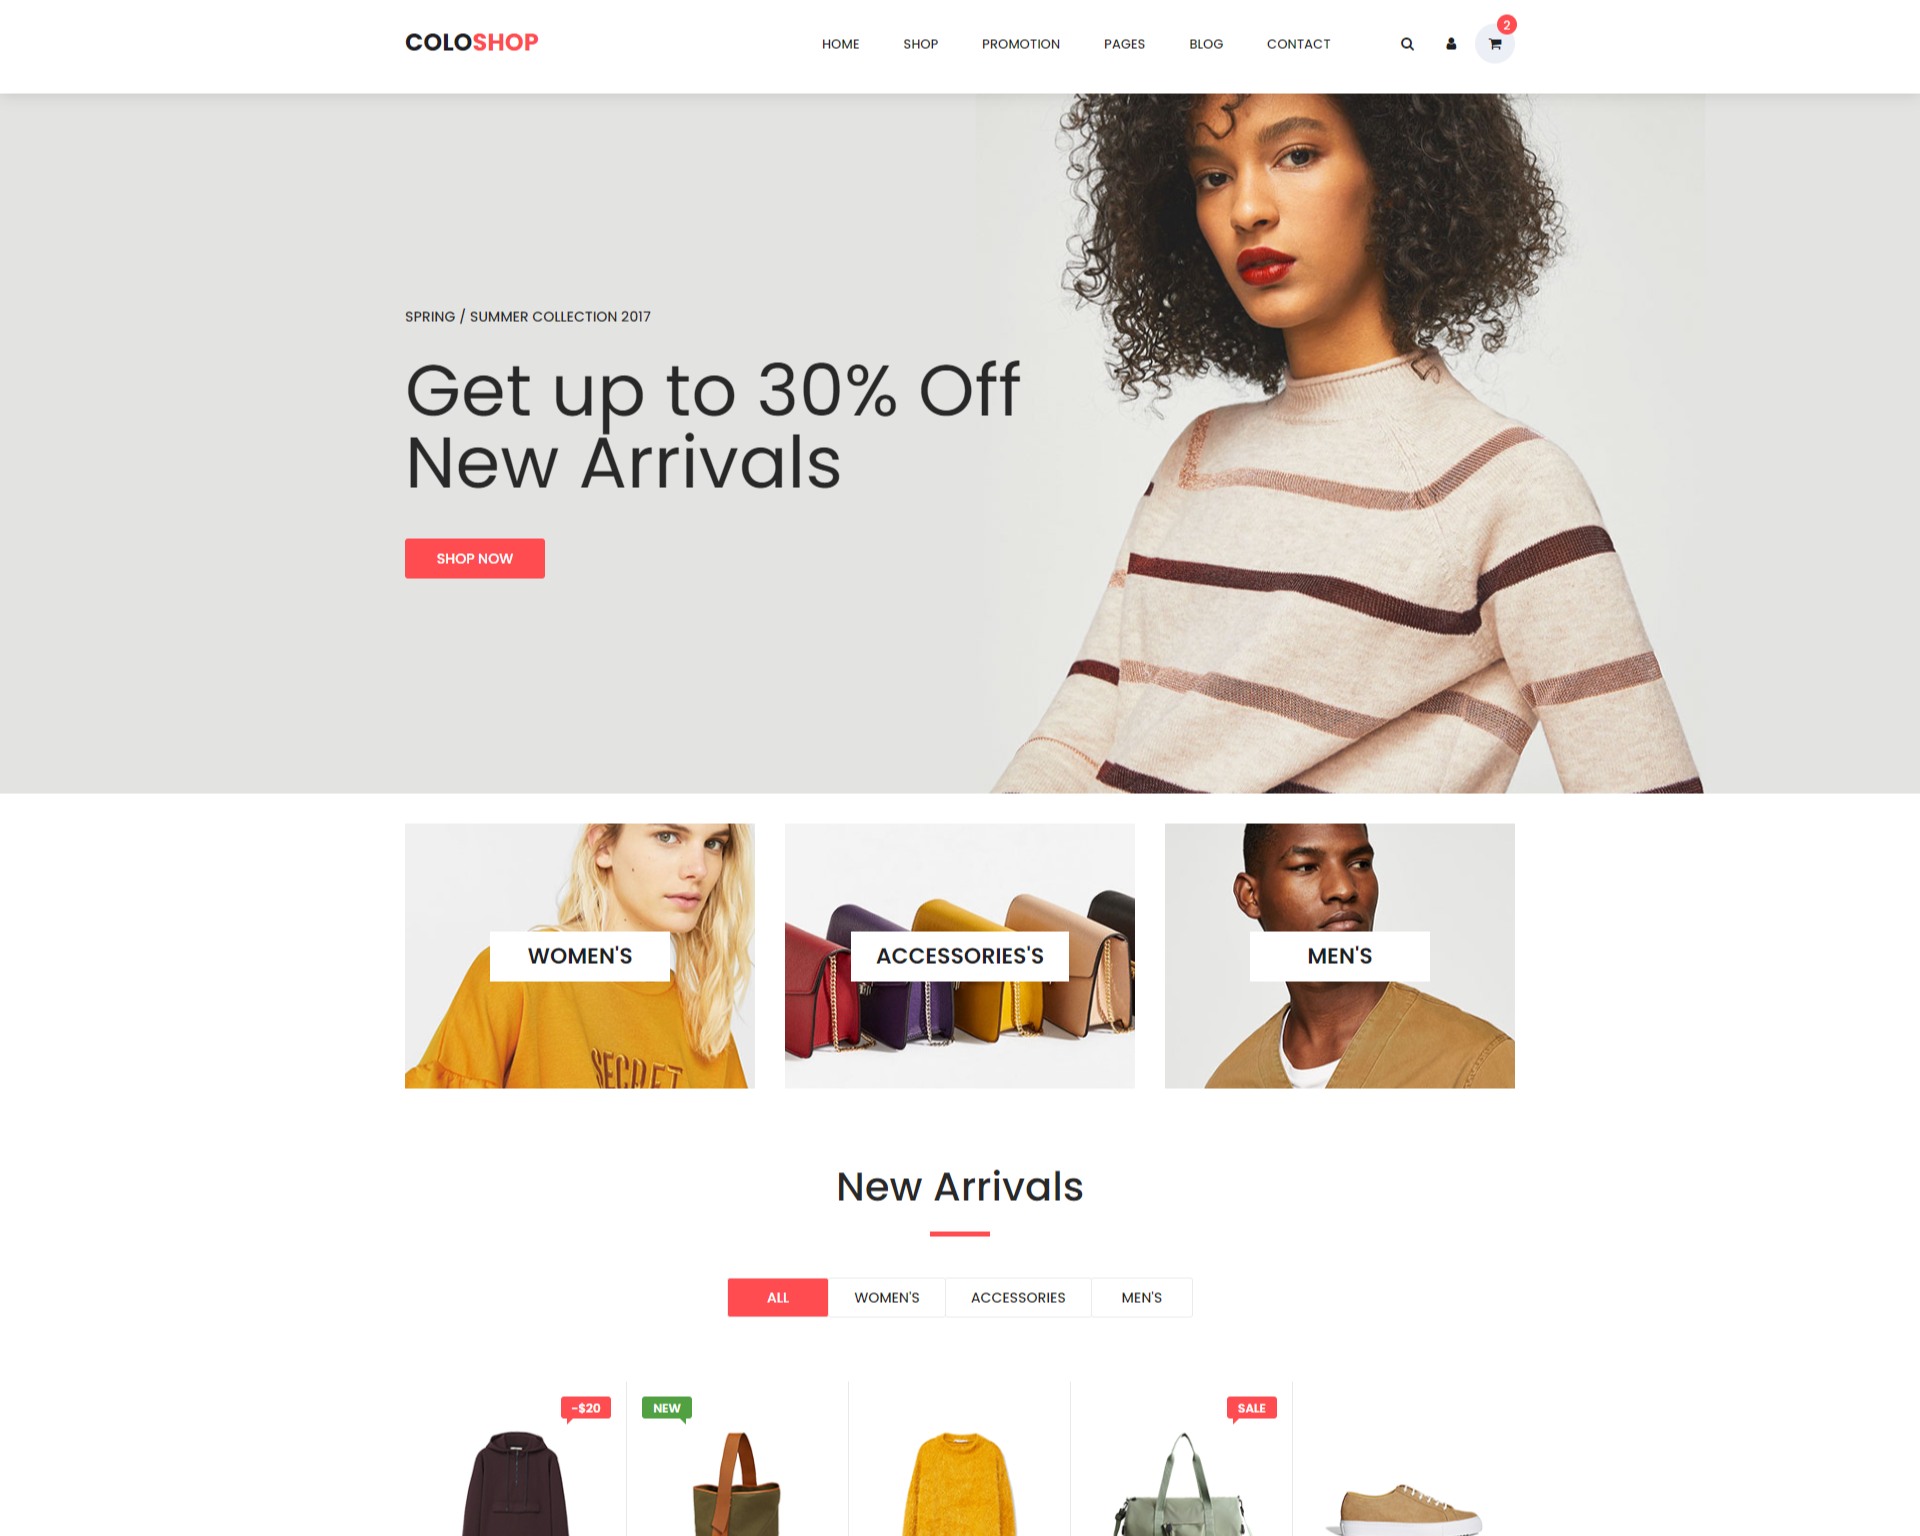 COLOSHOP
HOME SHOP PROMOTION PAGES BLOG CONTACT
2
SPRING / SUMMER COLLECTION 2017
Get up to 30% Off
New Arrivals
SHOP NOW
WOMEN'S
ACCESSORIES'S
MEN'S
SECRET
New Arrivals
ALL WOMEN'S ACCESSORIES MEN'S
-$20
NEW
SALE